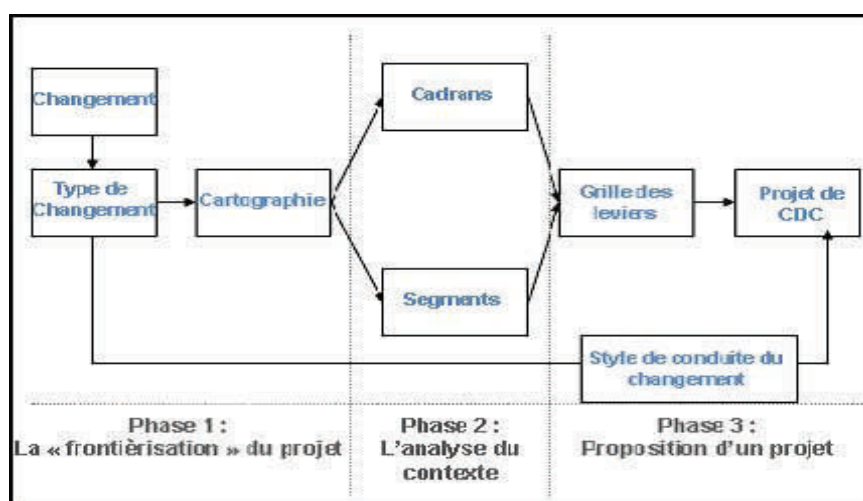 Changement
Type de
Changement
Cartographie
Cadrans
Segments
Grille des
leviers
Projet de
CDC
Style de conduite du
changement
Phase 1 :
La « frontièrisation » du projet
Phase 2 :
L'analyse du
contexte
Phase 3 :
Proposition d'un projet